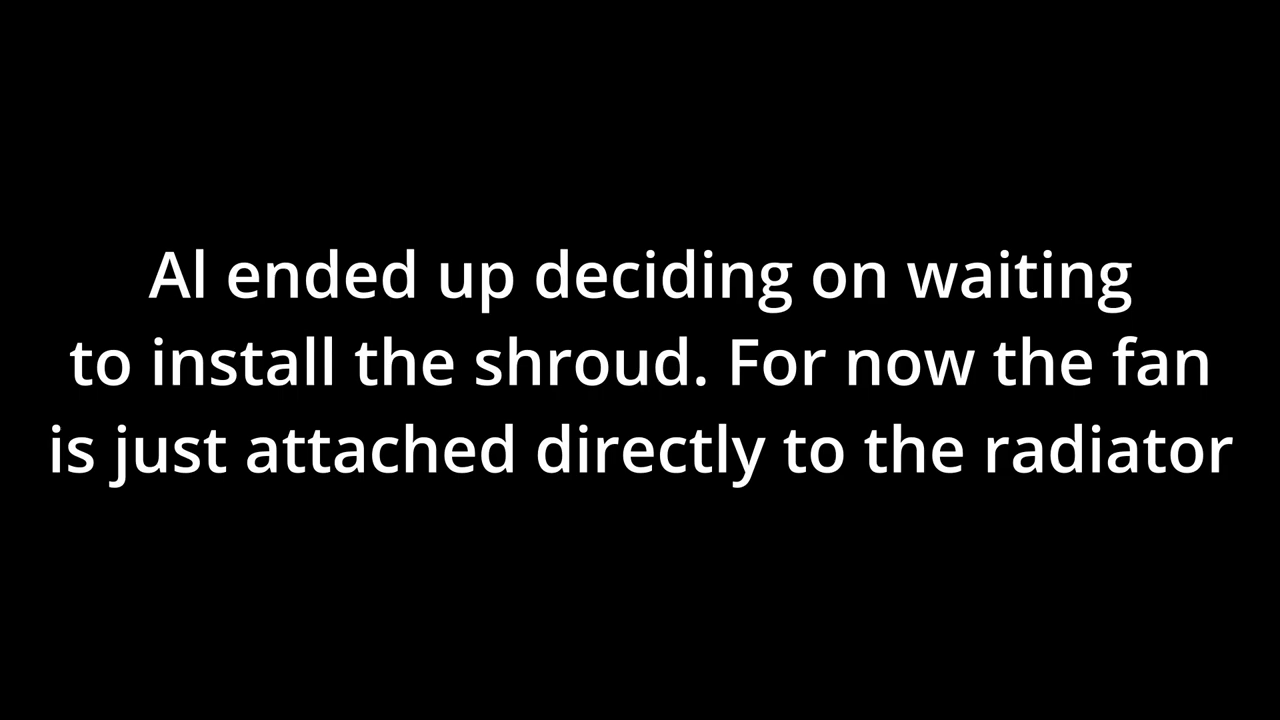 Al ended up deciding on waiting
to install the shroud. For now the fan
is just attached directly to the radiator